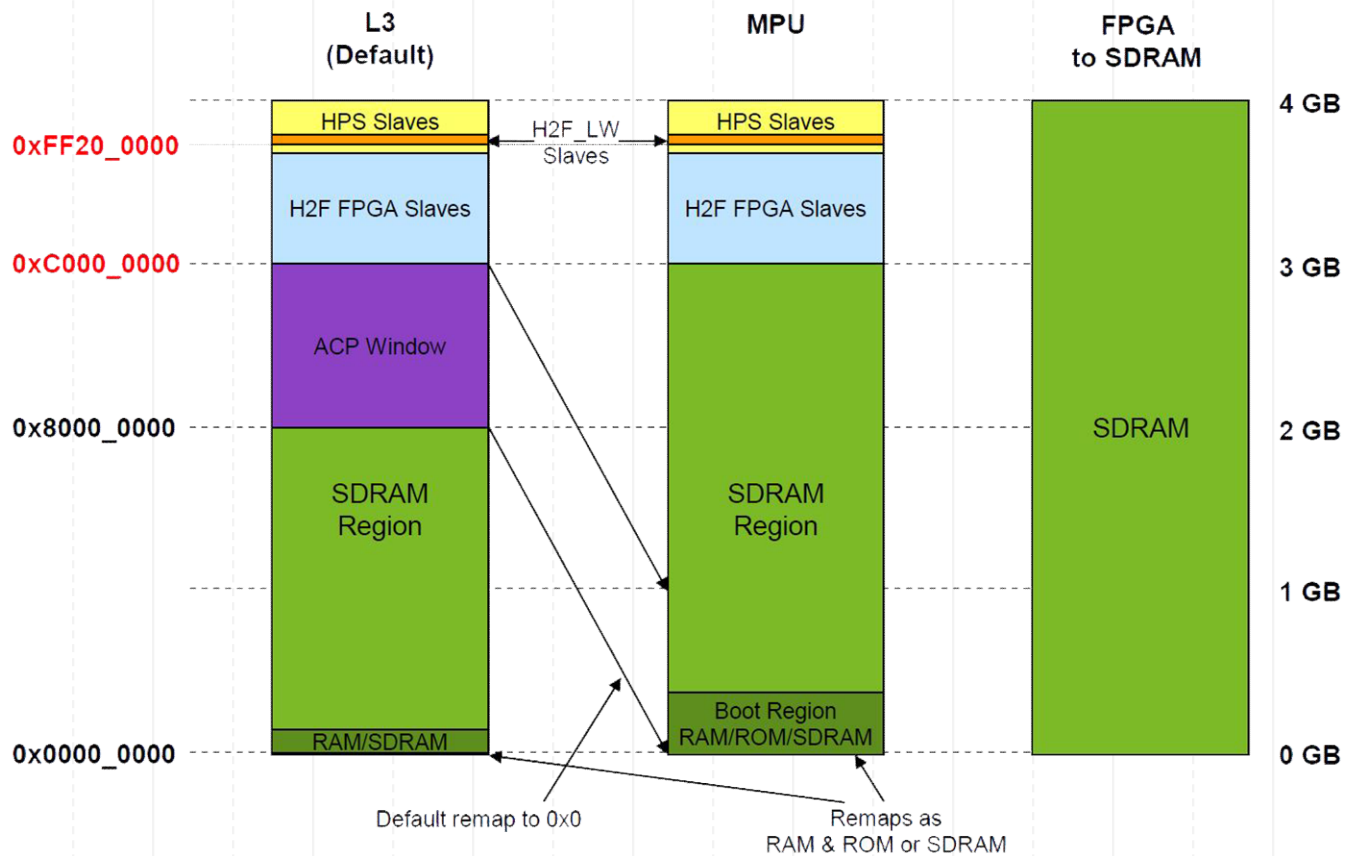 L3
(Default)
MPU
FPGA
to SDRAM
HPS Slaves
H2F_LW
Slaves
HPS Slaves
4 GB
0xFF20_0000
H2F FPGA Slaves
H2F FPGA Slaves
0xC000_0000
3 GB
ACP Window
0x8000_0000
SDRAM
2 GB
SDRAM
Region
SDRAM
Region
1 GB
Boot Region
RAM/ROM/SDRAM
RAM/SDRAM
0x0000_0000
0 GB
Default remap to 0x0
Remaps as
RAM & ROM or SDRAM